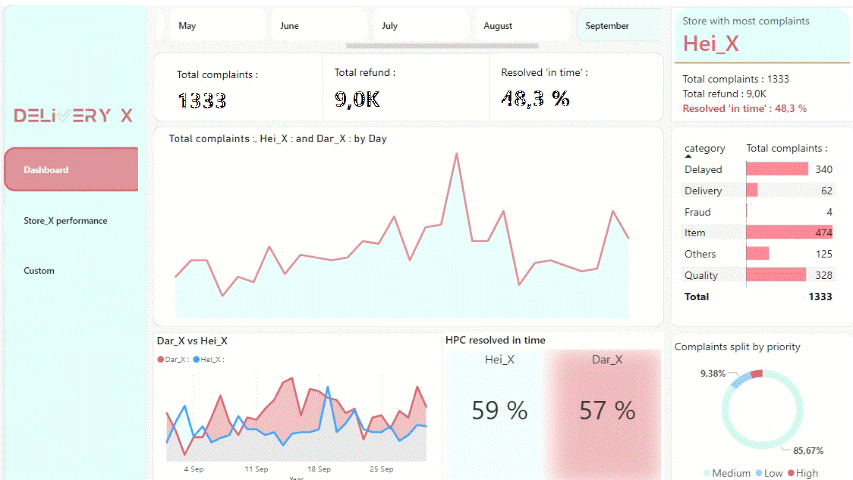 May
June
July
August
September
Store with most complaints
Hei_X
Total complaints : 1333
Total refund : 9,0K
Resolved 'in time' : 48,3 %
Total complaints :
1333
Total refund :
9,0K
Resolved 'in time' :
48,3 %
DELiVERY X
Dashboard
Store_X performance
Custom
Total complaints :, Hei_X : and Dar_X : by Day
category Total complaints :
Delayed 340
Delivery 62
Fraud 4
Item 474
Others 125
Quality 328
Total 1333
Dar_X vs Hei_X
Dar_X : Hei_X :
4 Sep 11 Sep 18 Sep 25 Sep
Year
HPC resolved in time
Hei_X
59 %
Dar_X
57 %
Complaints split by priority
9,38%
85,67%
Medium Low High